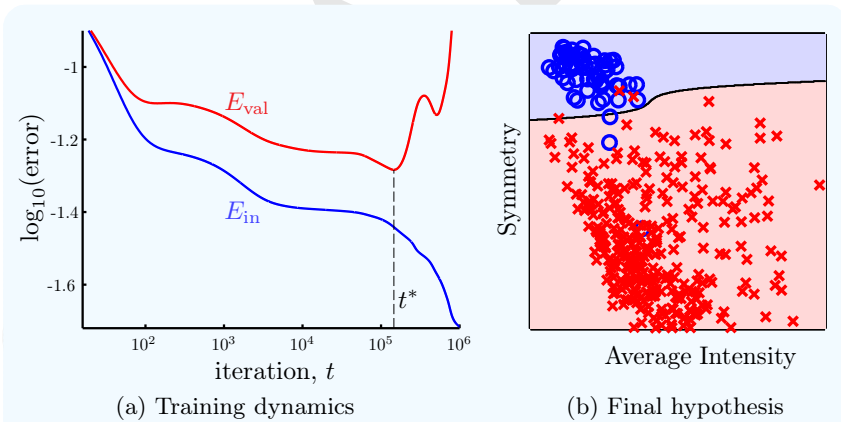 log₁₀(error)
-1
-1.2
-1.4
-1.6
E_val
E_in
t*
10² 10³ 10⁴ 10⁵ 10⁶
iteration, t
(a) Training dynamics
Symmetry
Average Intensity
(b) Final hypothesis